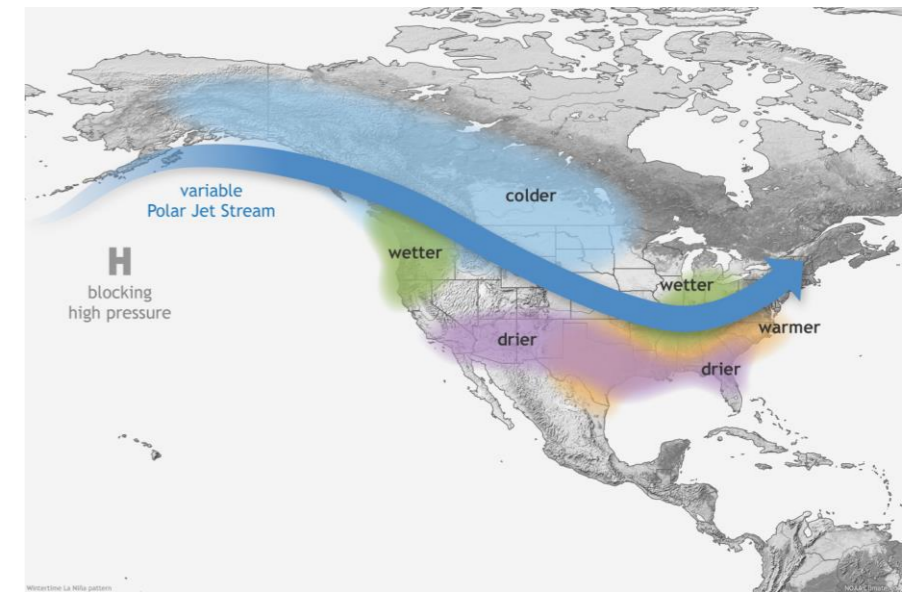 colder
variable
Polar Jet Stream
wetter
H
blocking
high pressure
wetter
warmer
drier
drier
Wintertime La Niña pattern
NOAA Climate.gov